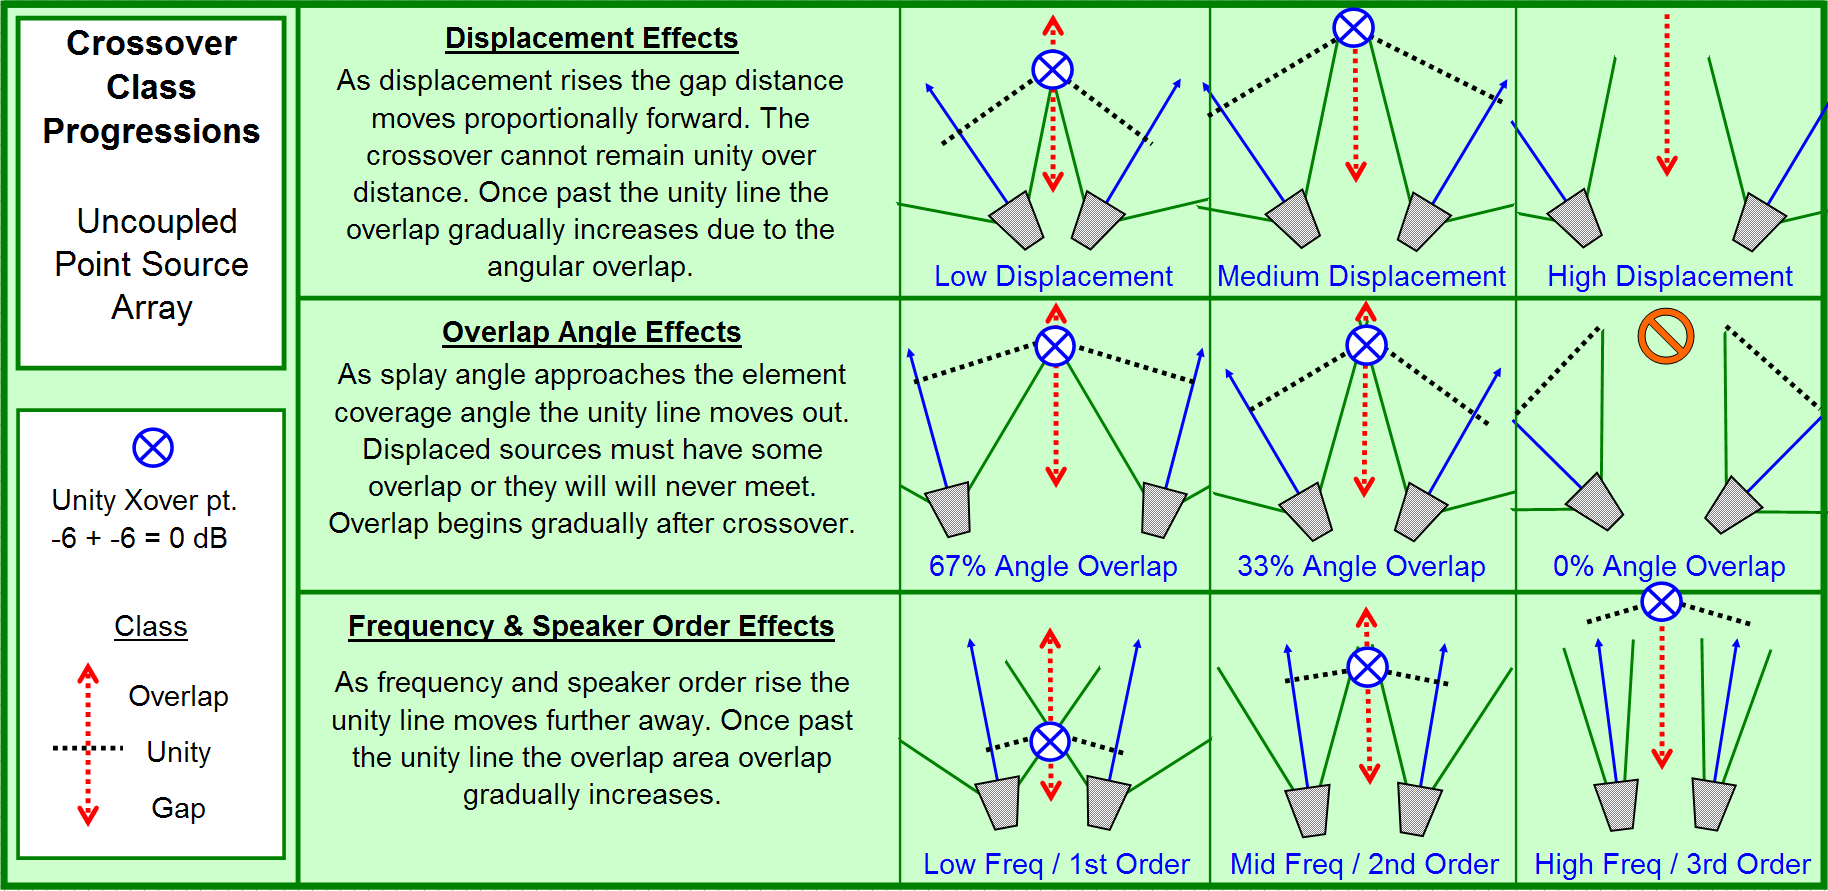 Crossover
Class
Progressions
Uncoupled
Point Source
Array
Unity Xover pt.
-6 + -6 = 0 dB
Class
Overlap
Unity
Gap
Displacement Effects
As displacement rises the gap distance
moves proportionally forward. The
crossover cannot remain unity over
distance. Once past the unity line the
overlap gradually increases due to the
angular overlap.
Low Displacement
Medium Displacement
High Displacement
Overlap Angle Effects
As splay angle approaches the element
coverage angle the unity line moves out.
Displaced sources must have some
overlap or they will will never meet.
Overlap begins gradually after crossover.
67% Angle Overlap
33% Angle Overlap
0% Angle Overlap
Frequency & Speaker Order Effects
As frequency and speaker order rise the
unity line moves further away. Once past
the unity line the overlap area overlap
gradually increases.
Low Freq / 1st Order
Mid Freq / 2nd Order
High Freq / 3rd Order